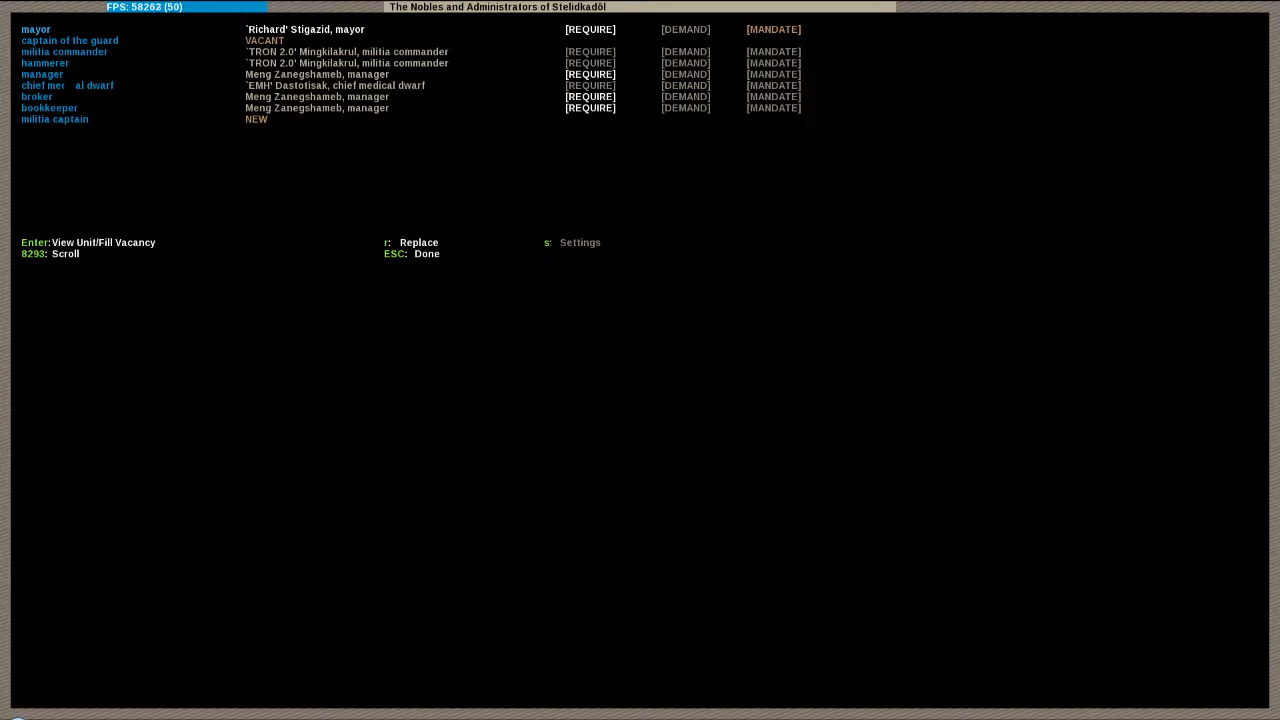 FPS: 58262 (50) The Nobles and Administrators of Stelidkadôl
mayor `Richard' Stigazid, mayor [REQUIRE] [DEMAND] [MANDATE]
captain of the guard VACANT
militia commander `TRON 2.0' Mingkilakrul, militia commander [REQUIRE] [DEMAND] [MANDATE]
hammerer `TRON 2.0' Mingkilakrul, militia commander [REQUIRE] [DEMAND] [MANDATE]
manager Meng Zanegshameb, manager [REQUIRE] [DEMAND] [MANDATE]
chief me al dwarf `EMH' Dastotisak, chief medical dwarf [REQUIRE] [DEMAND] [MANDATE]
broker Meng Zanegshameb, manager [REQUIRE] [DEMAND] [MANDATE]
bookkeeper Meng Zanegshameb, manager [REQUIRE] [DEMAND] [MANDATE]
militia captain NEW
Enter:View Unit/Fill Vacancy r: Replace s: Settings
8293: Scroll ESC: Done